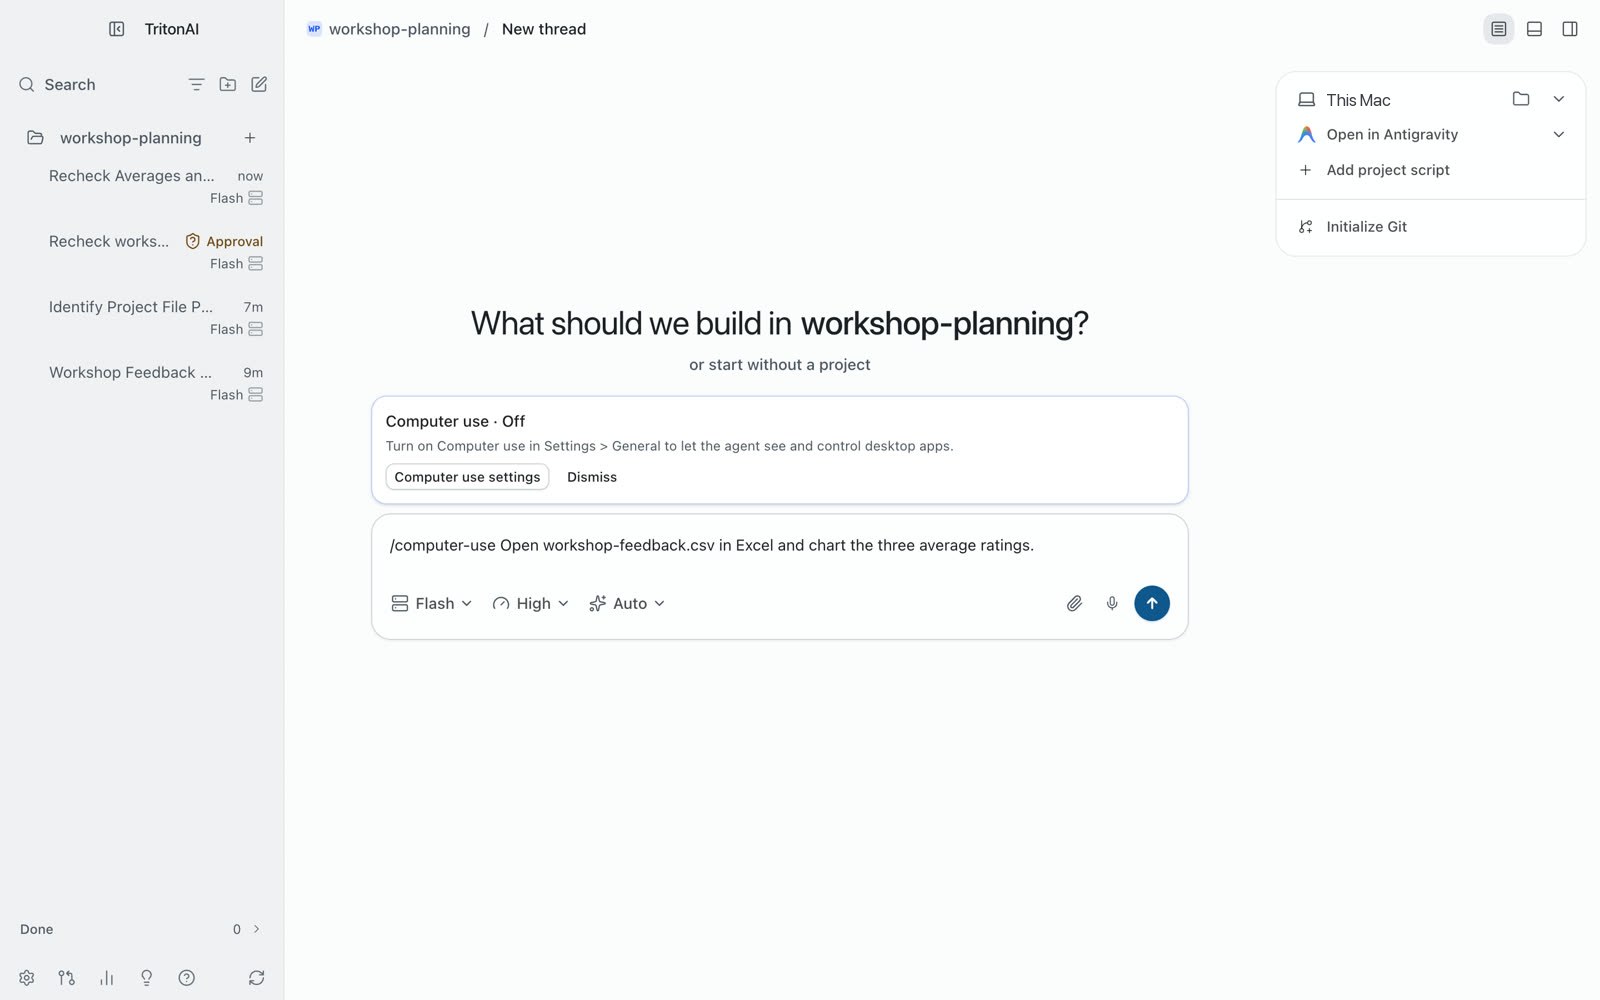 TritonAI
Search
workshop-planning
Recheck Averages an... now
Flash
Recheck works... Approval
Flash
Identify Project File P... 7m
Flash
Workshop Feedback ... 9m
Flash
Done 0
WP workshop-planning / New thread
This Mac
Open in Antigravity
Add project script
Initialize Git
What should we build in workshop-planning?
or start without a project
Computer use · Off
Turn on Computer use in Settings > General to let the agent see and control desktop apps.
Computer use settings Dismiss
/computer-use Open workshop-feedback.csv in Excel and chart the three average ratings.
Flash High Auto